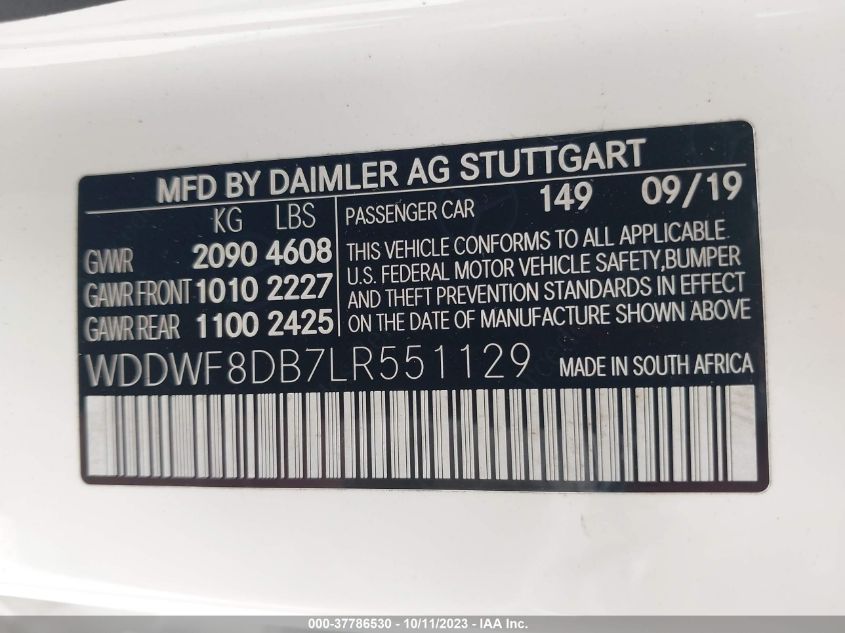 MFD BY DAIMLER AG STUTTGART
KG LBS
GVWR 2090 4608
GAWR FRONT 1010 2227
GAWR REAR 1100 2425
PASSENGER CAR 149 09/19
THIS VEHICLE CONFORMS TO ALL APPLICABLE
U.S. FEDERAL MOTOR VEHICLE SAFETY,BUMPER
AND THEFT PREVENTION STANDARDS IN EFFECT
ON THE DATE OF MANUFACTURE SHOWN ABOVE
WDDWF8DB7LR551129 MADE IN SOUTH AFRICA
000-37786530 - 10/11/2023 - IAA Inc.